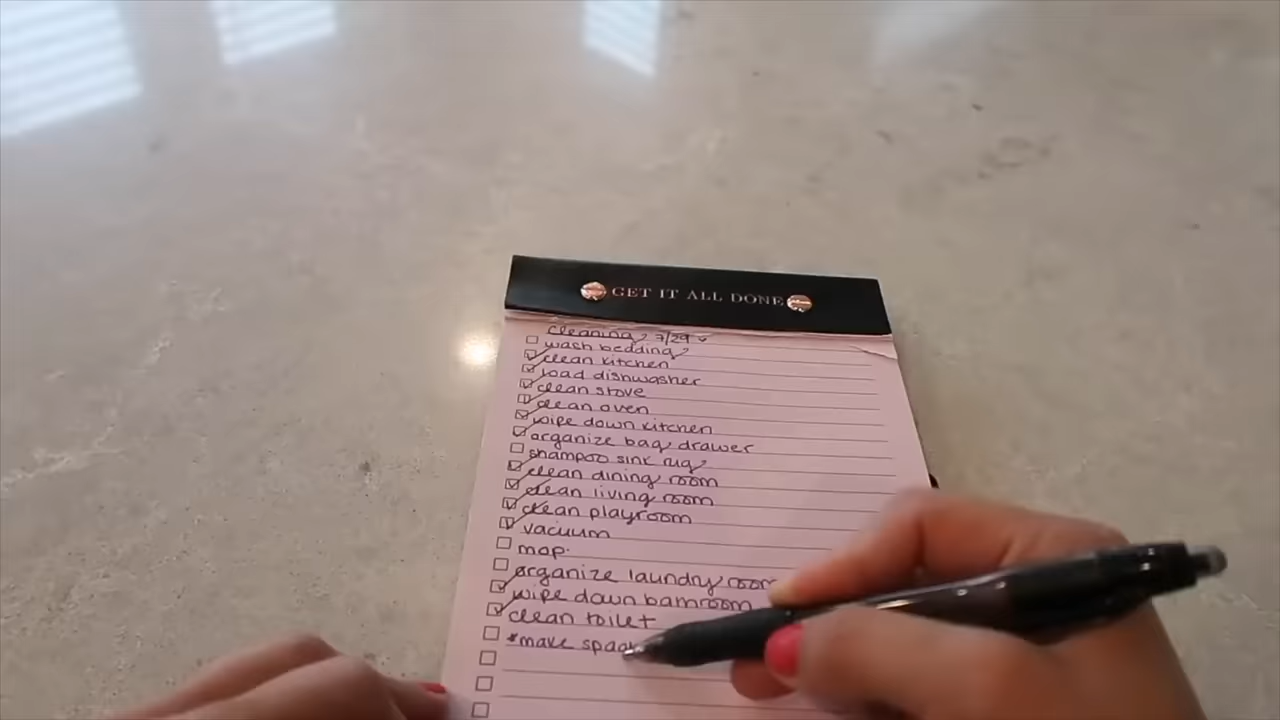 GET IT ALL DONE
cleaning 7/29
wash bedding
clean kitchen
load dishwasher
clean stove
clean oven
wipe down kitchen
organize bag drawer
shampoo sink rug
clean dining room
clean living room
clean playroom
vacuum
mop
organize laundry room
wipe down bathroom
clean toilet
*make